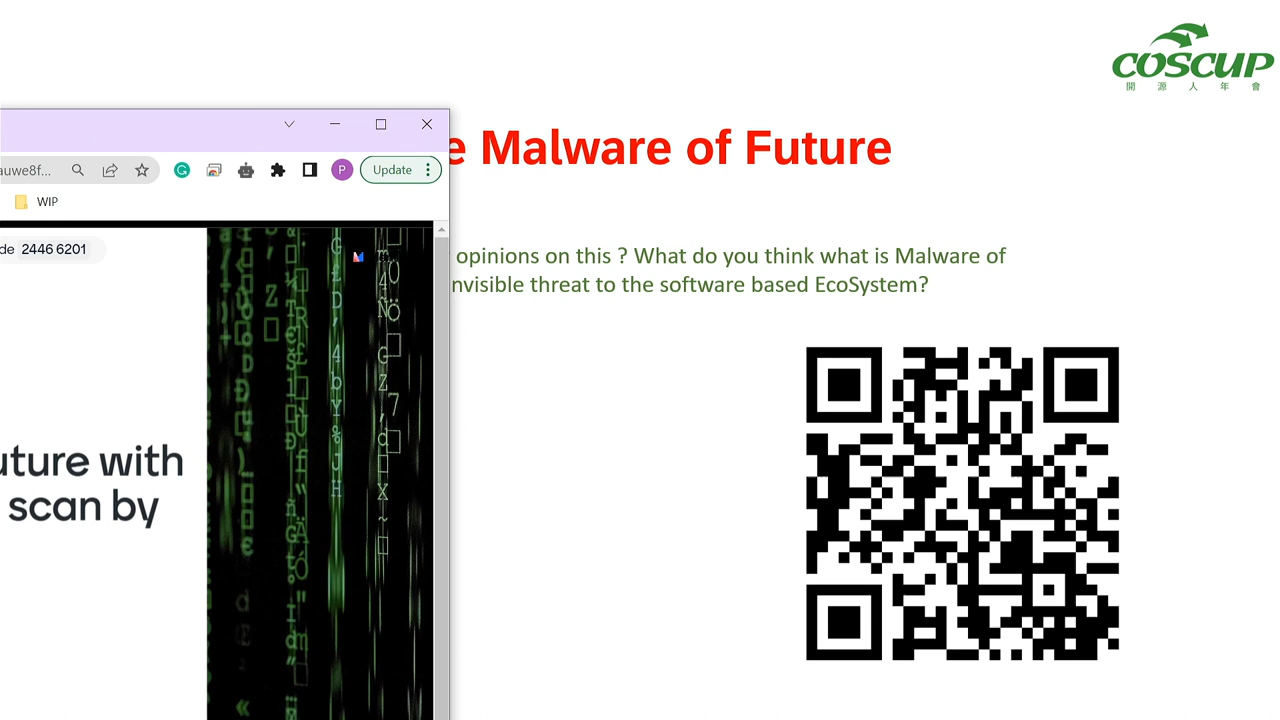 COSCUP
開源人年會
e Malware of Future
auwe8f...
P
Update
WIP
de 2446 6201
opinions on this ? What do you think what is Malware of
nvisible threat to the software based EcoSystem?
uture with
scan by